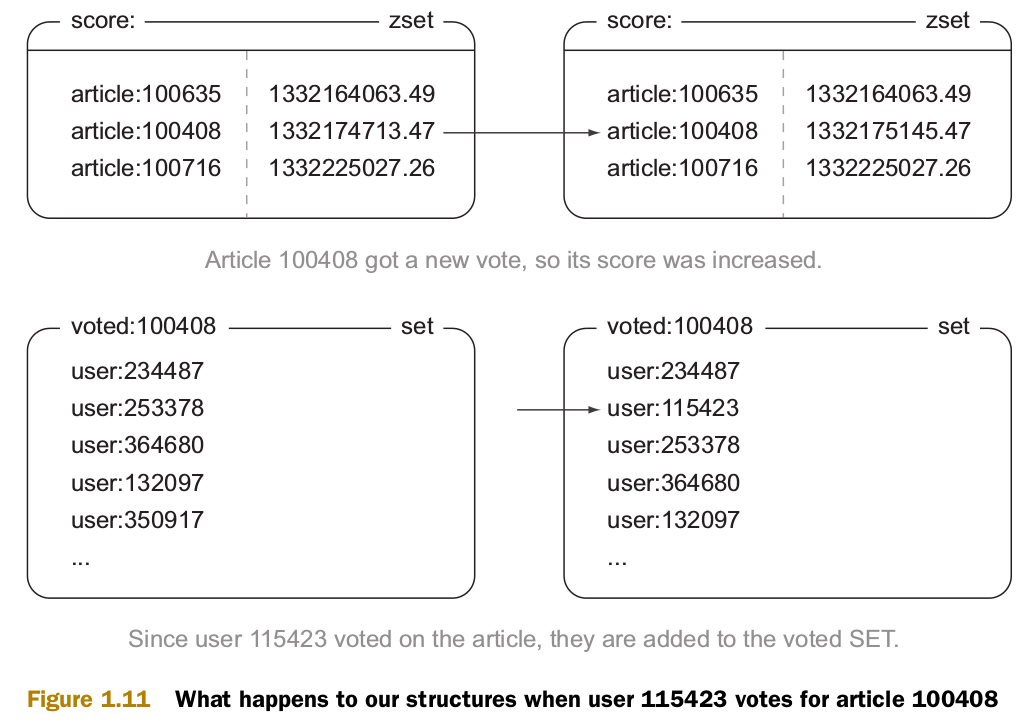 score: zset score: zset
article:100635 1332164063.49 article:100635 1332164063.49
article:100408 1332174713.47 article:100408 1332175145.47
article:100716 1332225027.26 article:100716 1332225027.26
Article 100408 got a new vote, so its score was increased.
voted:100408 set voted:100408 set
user:234487 user:234487
user:253378 user:115423
user:364680 user:253378
user:132097 user:364680
user:350917 user:132097
... ...
Since user 115423 voted on the article, they are added to the voted SET.
Figure 1.11 What happens to our structures when user 115423 votes for article 100408